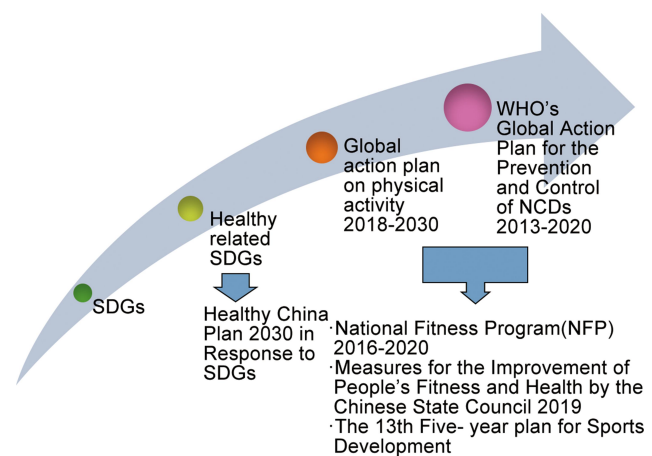 SDGs
Healthy
related
SDGs
Healthy China
Plan 2030 in
Response to
SDGs
Global
action plan
on physical
activity
2018-2030
WHO's
Global Action
Plan for the
Prevention
and Control
of NCDs
2013-2020
·National Fitness Program(NFP)
2016-2020
·Measures for the Improvement of
People's Fitness and Health by the
Chinese State Council 2019
·The 13th Five- year plan for Sports
Development